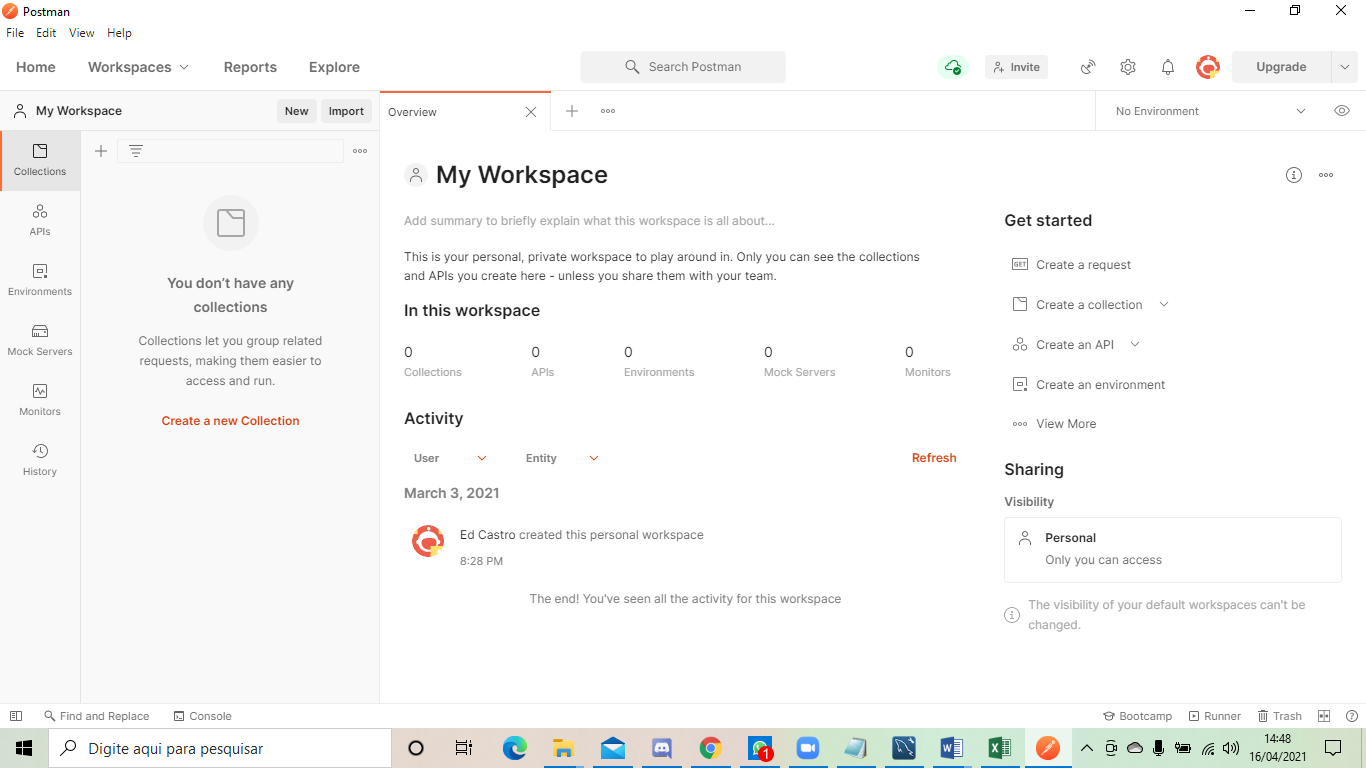 Postman
File Edit View Help
Home Workspaces Reports Explore Search Postman Invite Upgrade
My Workspace New Import Overview No Environment
Collections
APIs
Environments
Mock Servers
Monitors
History
You don't have any
collections
Collections let you group related
requests, making them easier to
access and run.
Create a new Collection
My Workspace
Add summary to briefly explain what this workspace is all about...
This is your personal, private workspace to play around in. Only you can see the collections
and APIs you create here - unless you share them with your team.
In this workspace
0 0 0 0 0
Collections APIs Environments Mock Servers Monitors
Activity
User Entity Refresh
March 3, 2021
Ed Castro created this personal workspace
8:28 PM
The end! You've seen all the activity for this workspace
Get started
GET Create a request
Create a collection
Create an API
Create an environment
View More
Sharing
Visibility
Personal
Only you can access
The visibility of your default workspaces can't be
changed.
Find and Replace Console Bootcamp Runner Trash
Digite aqui para pesquisar
1
14:48
16/04/2021